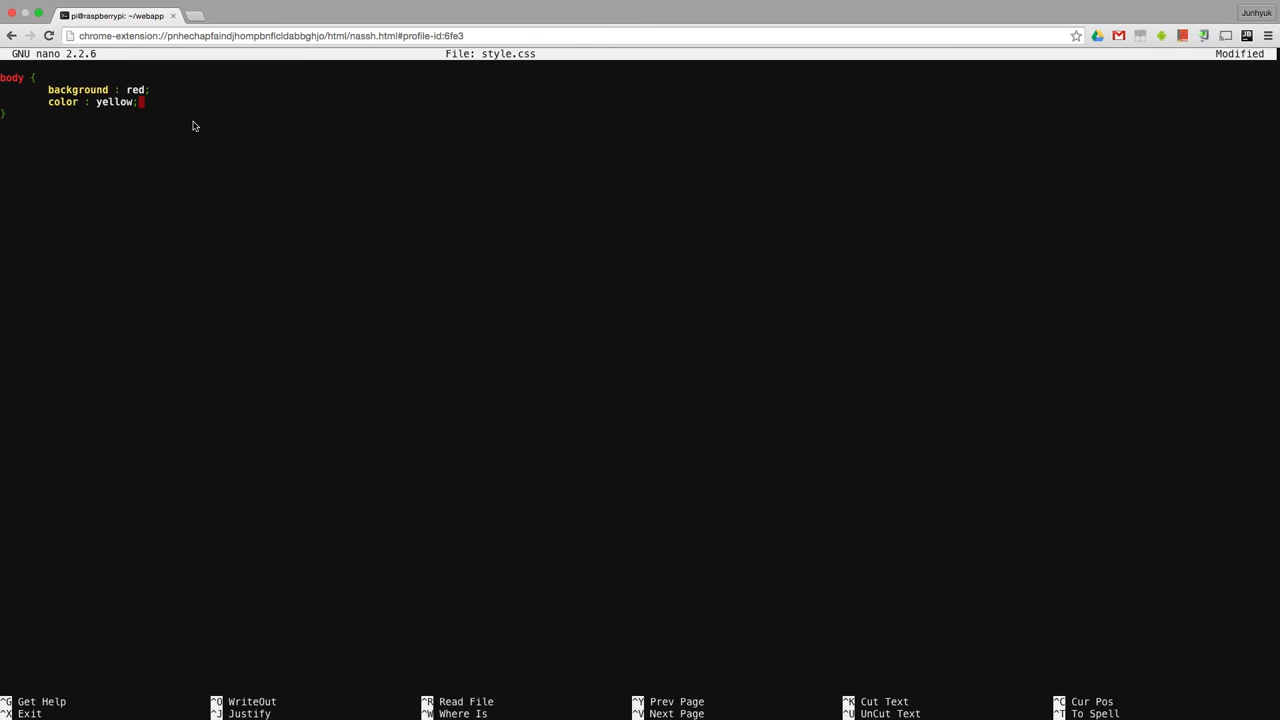 pi@raspberrypi: ~/webapp
Junhyuk
chrome-extension://pnhechapfaindjhompbnflcldabbghjo/html/nassh.html#profile-id:6fe3
GNU nano 2.2.6 File: style.css Modified
body {
background : red;
color : yellow;
}
^G Get Help ^O WriteOut ^R Read File ^Y Prev Page ^K Cut Text ^C Cur Pos
^X Exit ^J Justify ^W Where Is ^V Next Page ^U UnCut Text ^T To Spell